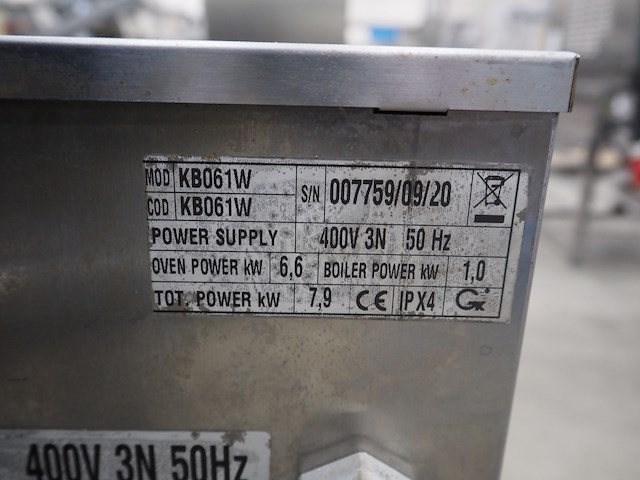 MOD KB061W
COD KB061W
S/N 007759/09/20
POWER SUPPLY 400V 3N 50 Hz
OVEN POWER kW 6,6 BOILER POWER kW 1,0
TOT. POWER kW 7,9 CE IPX4
400V 3N 50Hz